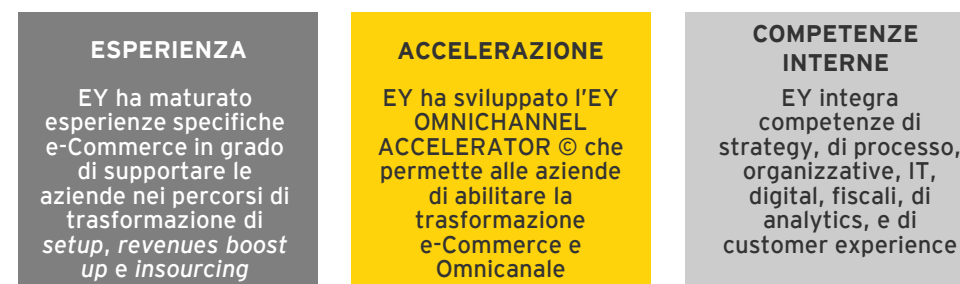 ESPERIENZA
EY ha maturato
esperienze specifiche
e-Commerce in grado
di supportare le
aziende nei percorsi di
trasformazione di
setup, revenues boost
up e insourcing
ACCELERAZIONE
EY ha sviluppato l’EY
OMNICHANNEL
ACCELERATOR © che
permette alle aziende
di abilitare la
trasformazione
e-Commerce e
Omnicanale
COMPETENZE
INTERNE
EY integra
competenze di
strategy, di processo,
organizzative, IT,
digital, fiscali, di
analytics, e di
customer experience